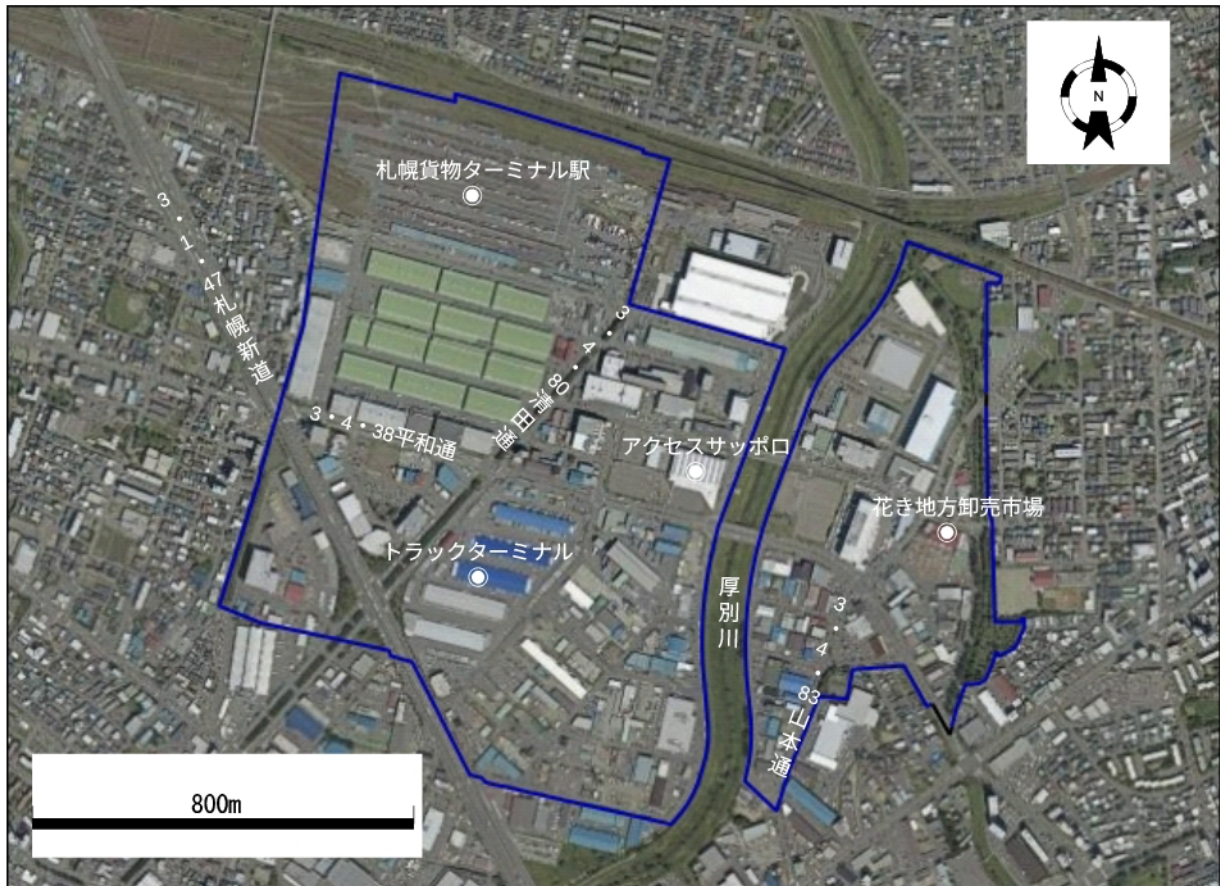 N
札幌貨物ターミナル駅
3・1・47札幌新道
3・4・80清田通
3・4・38平和通
アクセスサッポロ
花き地方卸売市場
トラックターミナル
厚別川
3・4・83山本通
800m